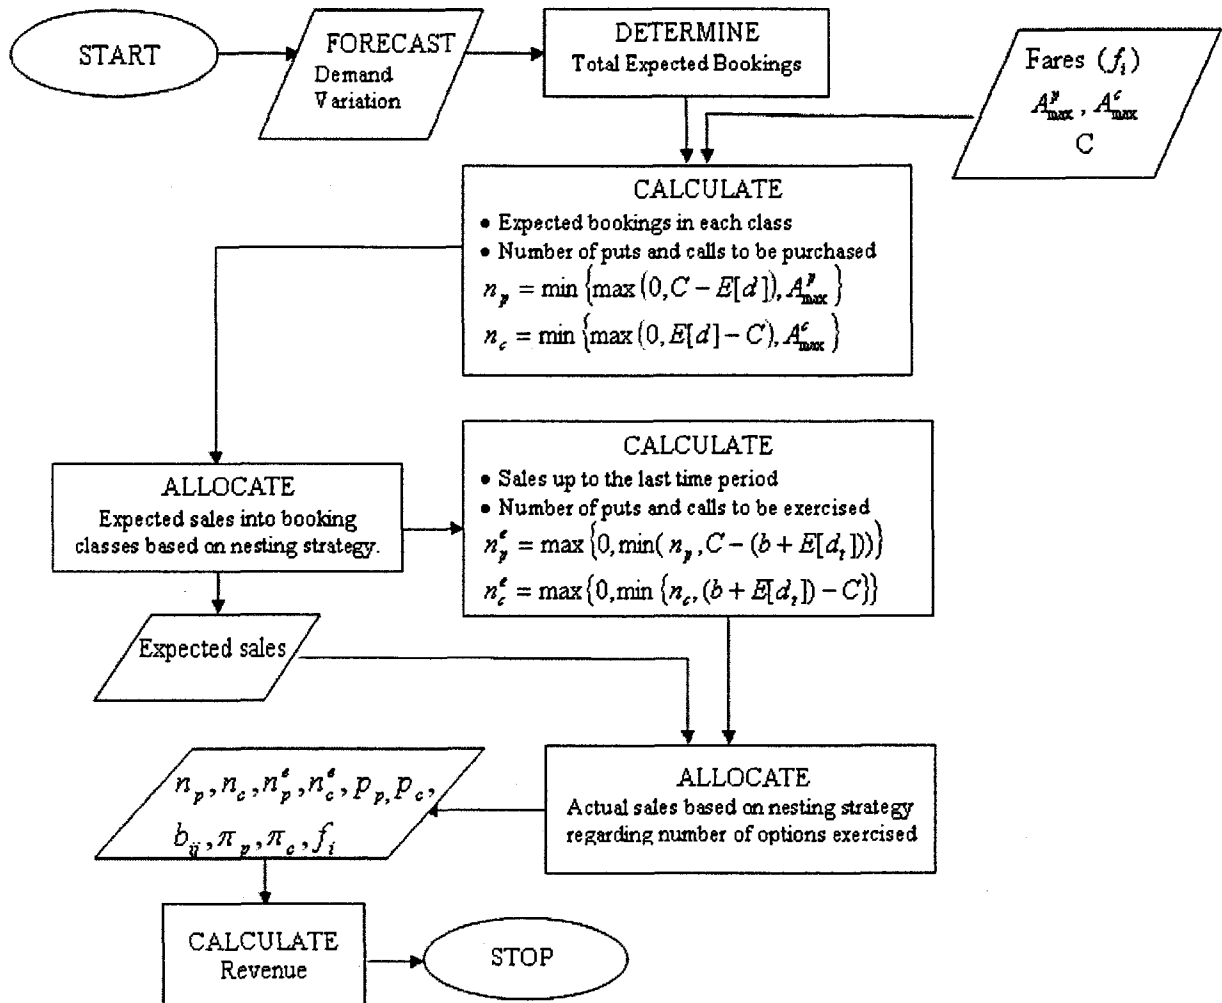 START
FORECAST
Demand
Variation
DETERMINE
Total Expected Bookings
Fares (f_i)
A^p_max , A^c_max
C
CALCULATE
• Expected bookings in each class
• Number of puts and calls to be purchased
n_p = min {max (0, C − E[d]), A^p_max}
n_c = min {max (0, E[d] − C), A^c_max}
ALLOCATE
Expected sales into booking
classes based on nesting strategy.
CALCULATE
• Sales up to the last time period
• Number of puts and calls to be exercised
n^e_p = max {0, min( n_p, C − (b + E[d_t]))}
n^e_c = max {0, min {n_c, (b + E[d_t]) − C}}
Expected sales
ALLOCATE
Actual sales based on nesting strategy
regarding number of options exercised
n_p, n_c, n^e_p, n^e_c, p_p, p_c,
b_ij, π_p, π_c, f_i
CALCULATE
Revenue
STOP